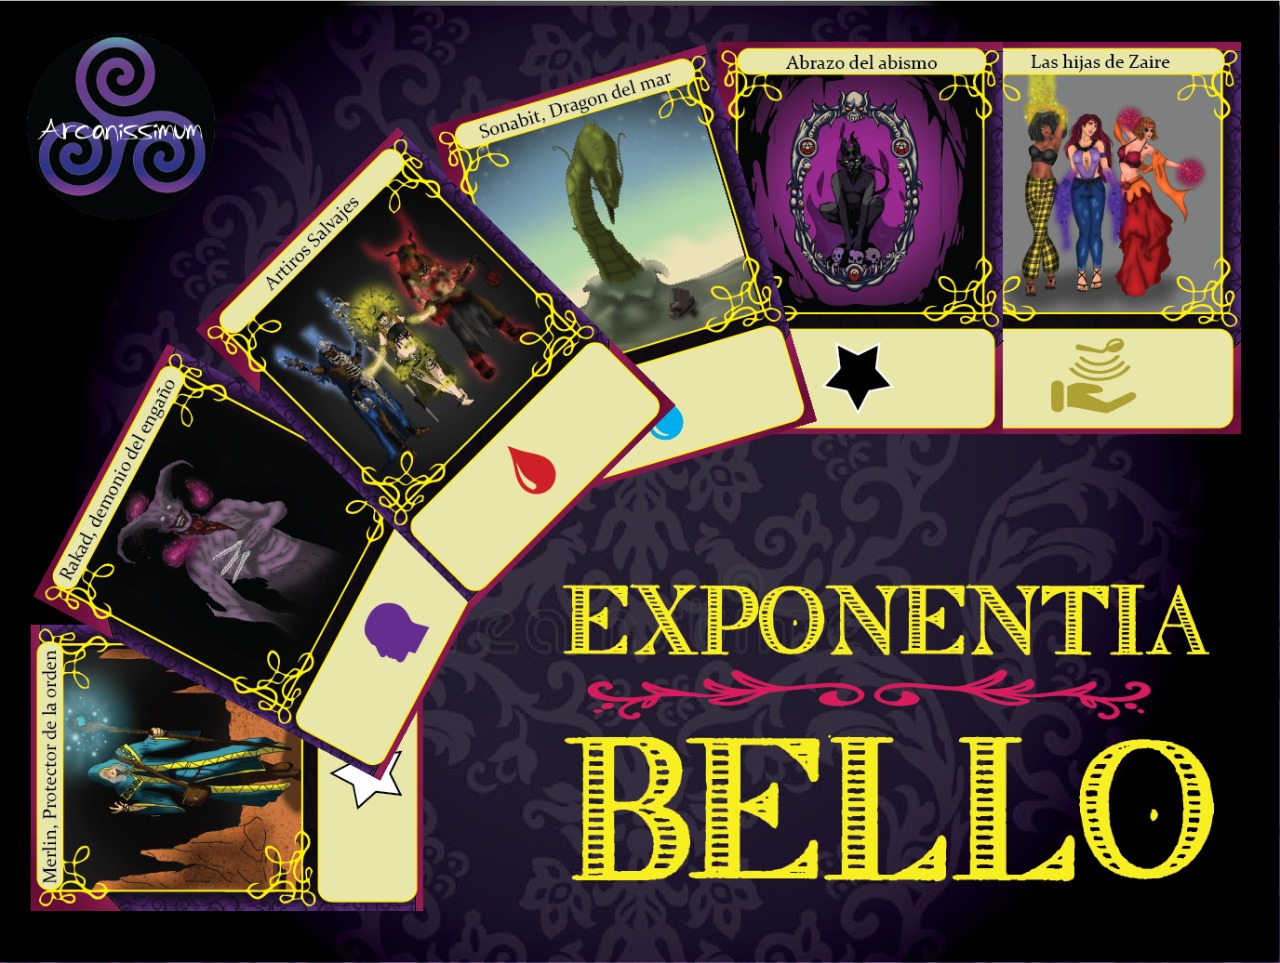 Arcanissimum
Merlin, Protector de la orden
Rakad, demonio del engaño
Artiros Salvajes
Sonabit, Dragon del mar
Abrazo del abismo
Las hijas de Zaire
EXPONENTIA
BELLO